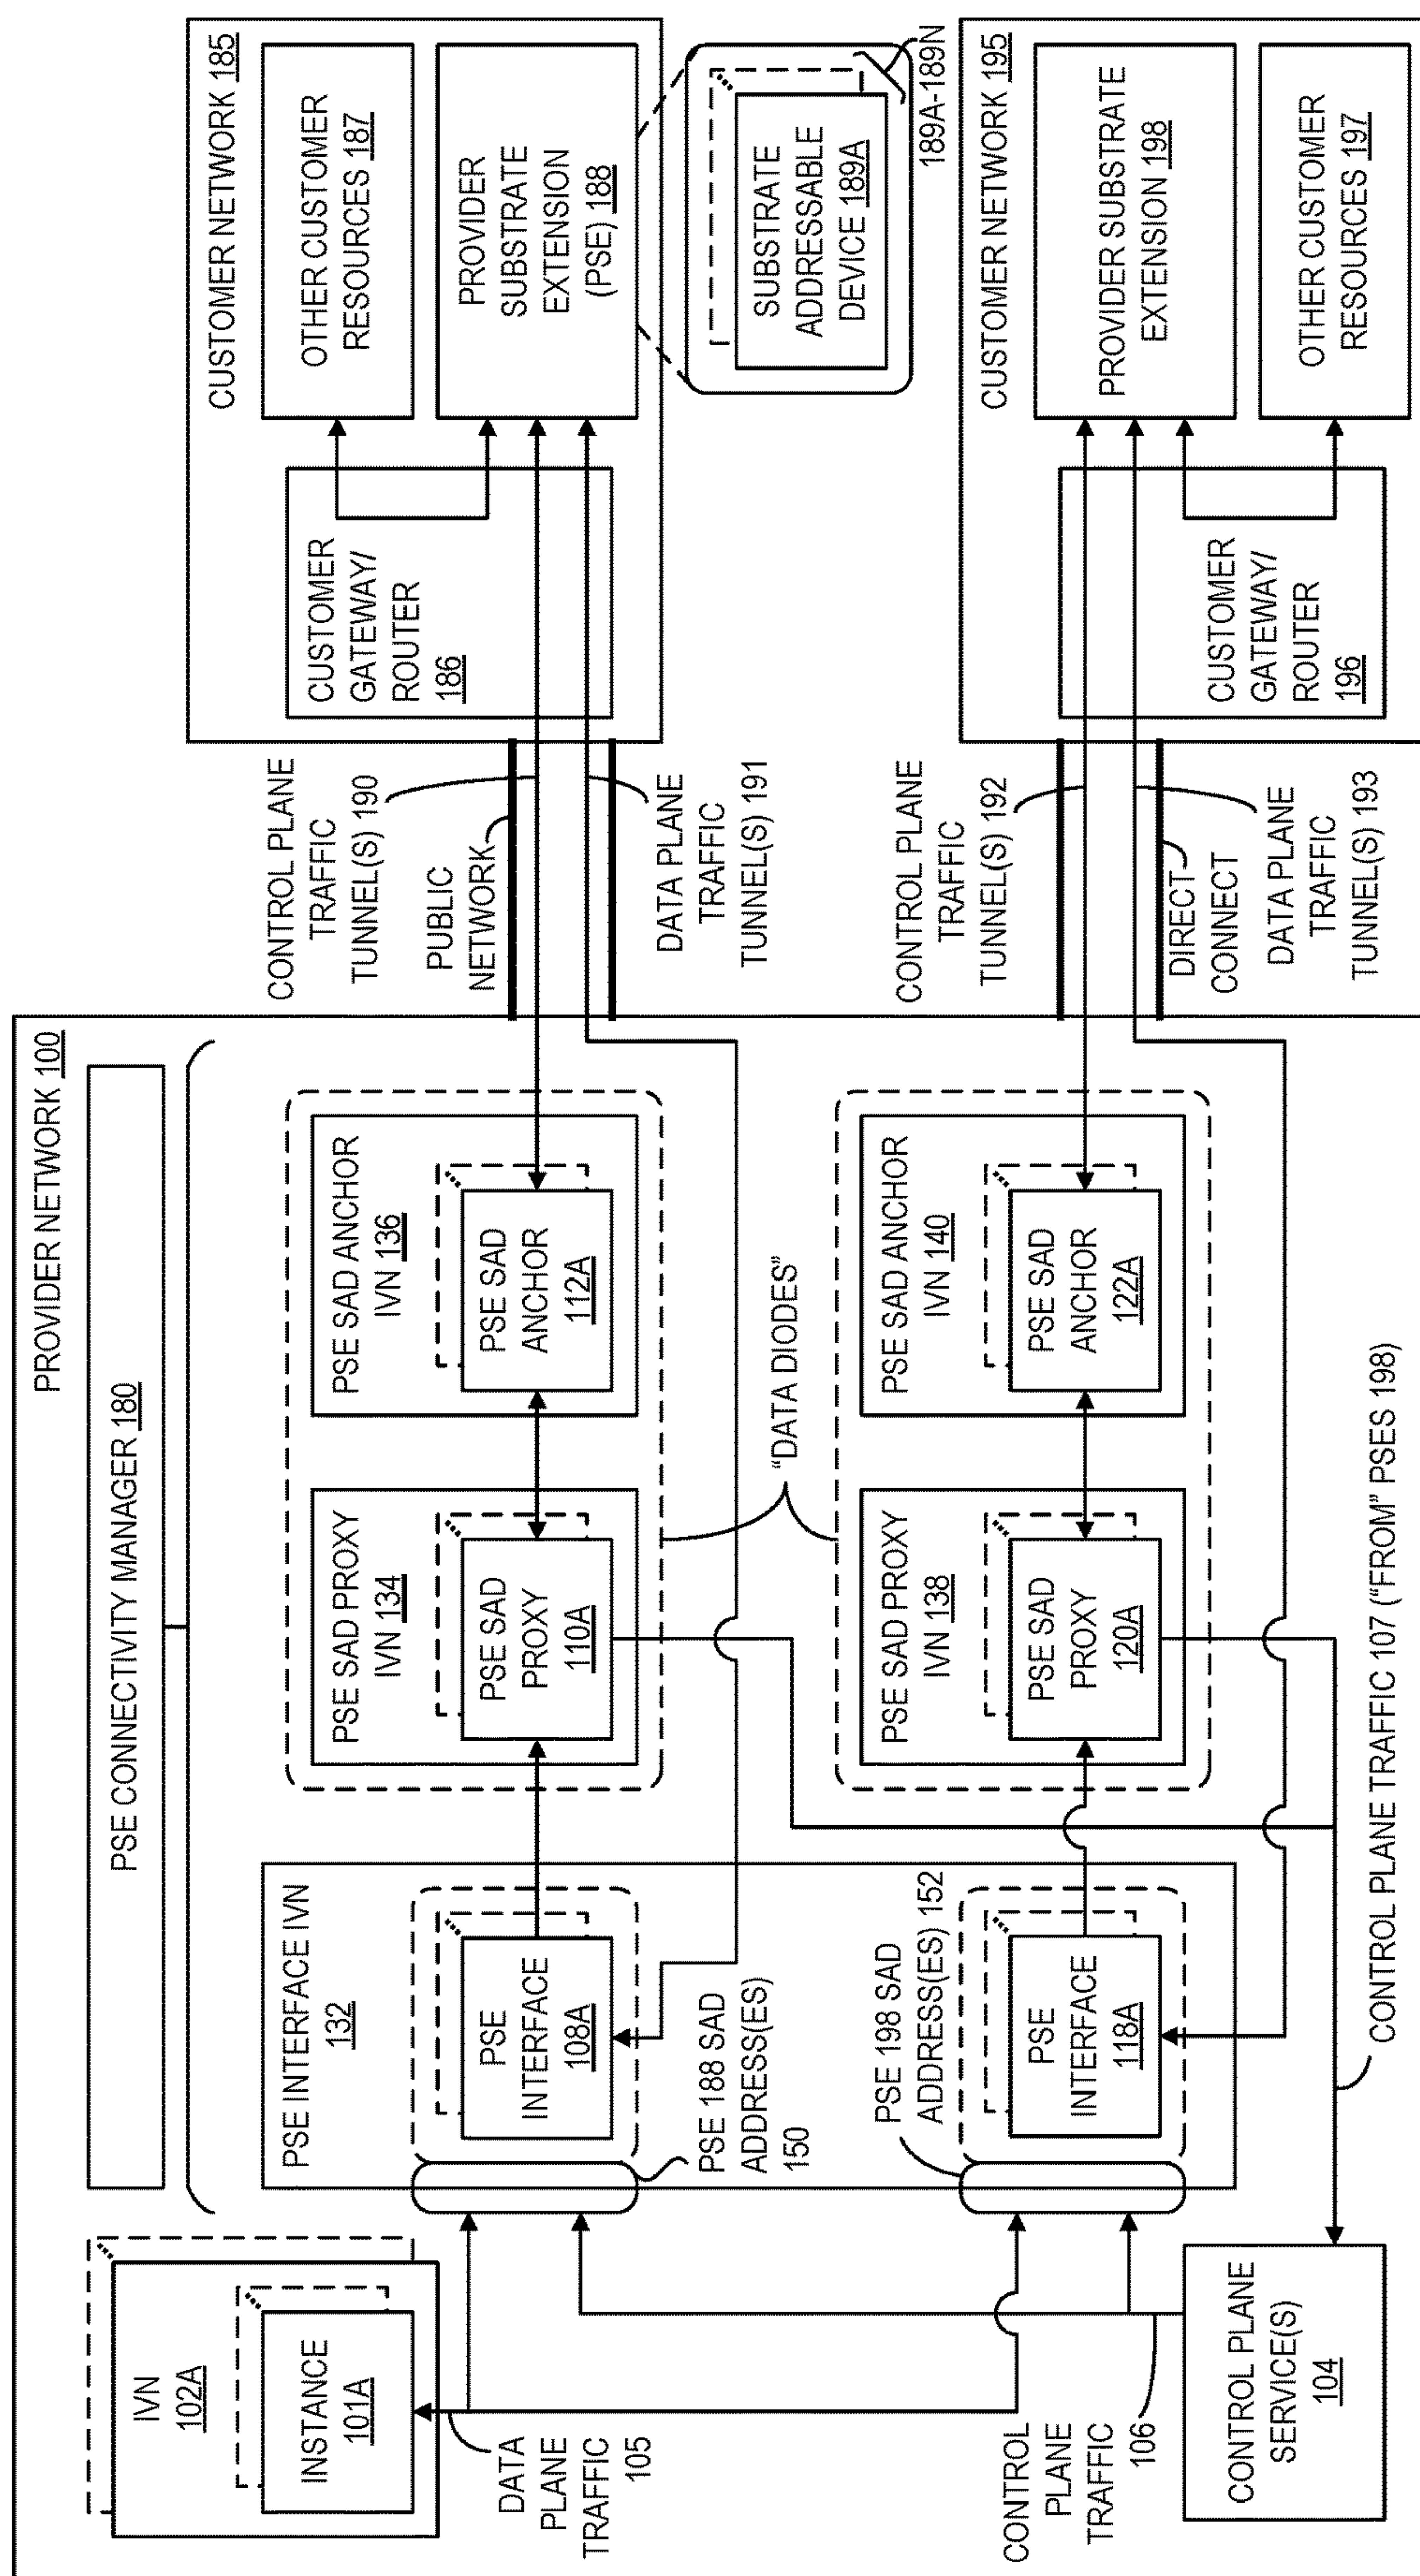 PROVIDER NETWORK 100
PSE CONNECTIVITY MANAGER 180
IVN
102A
INSTANCE
101A
DATA
PLANE
TRAFFIC
105
CONTROL
PLANE
TRAFFIC
106
CONTROL PLANE
SERVICE(S)
104
PSE INTERFACE IVN
132
PSE
INTERFACE
108A
PSE 188 SAD
ADDRESS(ES)
150
PSE 198 SAD
ADDRESS(ES) 152
PSE
INTERFACE
118A
PSE SAD PROXY
IVN 134
PSE SAD
PROXY
110A
PSE SAD ANCHOR
IVN 136
PSE SAD
ANCHOR
112A
“DATA DIODES”
PSE SAD PROXY
IVN 138
PSE SAD
PROXY
120A
PSE SAD ANCHOR
IVN 140
PSE SAD
ANCHOR
122A
CONTROL PLANE TRAFFIC 107 (“FROM” PSES 198)
CONTROL PLANE
TRAFFIC
TUNNEL(S) 190
PUBLIC
NETWORK
DATA PLANE
TRAFFIC
TUNNEL(S) 191
CONTROL PLANE
TRAFFIC
TUNNEL(S) 192
DIRECT
CONNECT
DATA PLANE
TRAFFIC
TUNNEL(S) 193
CUSTOMER NETWORK 185
CUSTOMER
GATEWAY/
ROUTER
186
OTHER CUSTOMER
RESOURCES 187
PROVIDER
SUBSTRATE
EXTENSION
(PSE) 188
SUBSTRATE
ADDRESSABLE
DEVICE 189A
189A-189N
CUSTOMER NETWORK 195
CUSTOMER
GATEWAY/
ROUTER
196
PROVIDER SUBSTRATE
EXTENSION 198
OTHER CUSTOMER
RESOURCES 197